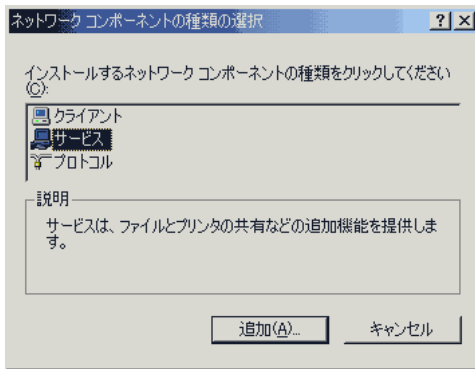 ネットワーク コンポーネントの種類の選択
インストールするネットワーク コンポーネントの種類をクリックしてください
(C):
クライアント
サービス
プロトコル
説明
サービスは、ファイルとプリンタの共有などの追加機能を提供しま
す。
追加(A)...
キャンセル